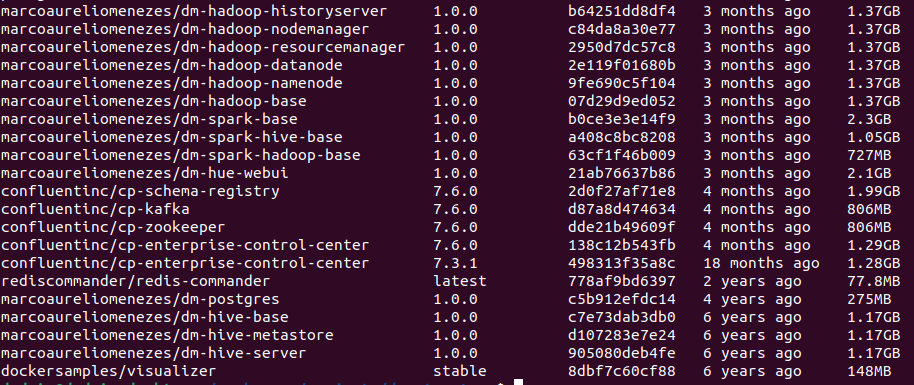 marcoaureliomenezes/dm-hadoop-historyserver 1.0.0 b64251dd8df4 3 months ago 1.37GB
marcoaureliomenezes/dm-hadoop-nodemanager 1.0.0 c84da8a30e77 3 months ago 1.37GB
marcoaureliomenezes/dm-hadoop-resourcemanager 1.0.0 2950d7dc57c8 3 months ago 1.37GB
marcoaureliomenezes/dm-hadoop-datanode 1.0.0 2e119f01680b 3 months ago 1.37GB
marcoaureliomenezes/dm-hadoop-namenode 1.0.0 9fe690c5f104 3 months ago 1.37GB
marcoaureliomenezes/dm-hadoop-base 1.0.0 07d29d9ed052 3 months ago 1.37GB
marcoaureliomenezes/dm-spark-base 1.0.0 b0ce3e3e14f9 3 months ago 2.3GB
marcoaureliomenezes/dm-spark-hive-base 1.0.0 a408c8bc8208 3 months ago 1.05GB
marcoaureliomenezes/dm-spark-hadoop-base 1.0.0 63cf1f46b009 3 months ago 727MB
marcoaureliomenezes/dm-hue-webui 1.0.0 21ab76637b86 3 months ago 2.1GB
confluentinc/cp-schema-registry 7.6.0 2d0f27af71e8 4 months ago 1.99GB
confluentinc/cp-kafka 7.6.0 d87a8d474634 4 months ago 806MB
confluentinc/cp-zookeeper 7.6.0 dde21b49609f 4 months ago 806MB
confluentinc/cp-enterprise-control-center 7.6.0 138c12b543fb 4 months ago 1.29GB
confluentinc/cp-enterprise-control-center 7.3.1 498313f35a8c 18 months ago 1.28GB
rediscommander/redis-commander latest 778af9bd6397 2 years ago 77.8MB
marcoaureliomenezes/dm-postgres 1.0.0 c5b912efdc14 4 years ago 275MB
marcoaureliomenezes/dm-hive-base 1.0.0 c7e73dab3db0 6 years ago 1.17GB
marcoaureliomenezes/dm-hive-metastore 1.0.0 d107283e7e24 6 years ago 1.17GB
marcoaureliomenezes/dm-hive-server 1.0.0 905080deb4fe 6 years ago 1.17GB
dockersamples/visualizer stable 8dbf7c60cf88 6 years ago 148MB